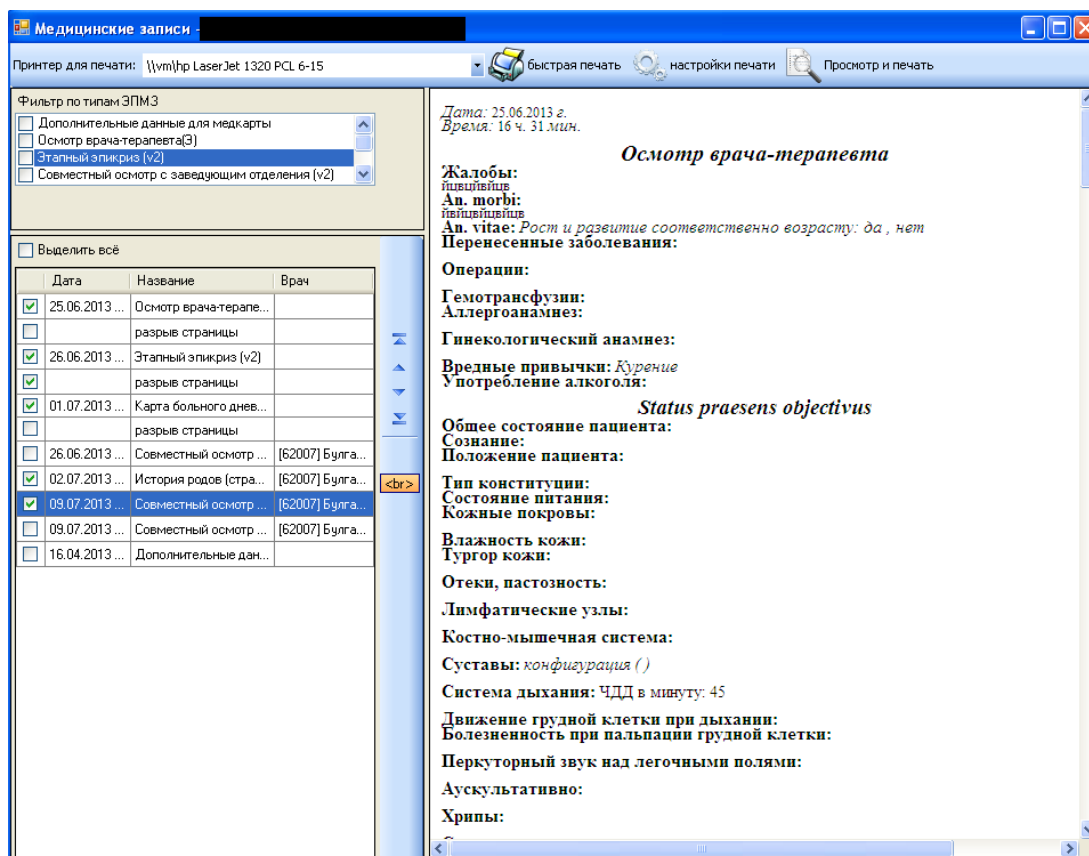 Медицинские записи -
Принтер для печати: \\vm\hp LaserJet 1320 PCL 6-15 быстрая печать настройки печати Просмотр и печать
Фильтр по типам ЭПМЗ
Дополнительные данные для медкарты
Осмотр врача-терапевта(Э)
Этапный эпикриз (v2)
Совместный осмотр с заведующим отделения (v2)
Выделить всё
Дата Название Врач
25.06.2013 ... Осмотр врача-терапе...
разрыв страницы
26.06.2013 ... Этапный эпикриз (v2)
разрыв страницы
01.07.2013 ... Карта больного днев...
разрыв страницы
26.06.2013 ... Совместный осмотр ... [62007] Булга...
02.07.2013 ... История родов (стра... [62007] Булга...
09.07.2013 ... Совместный осмотр ... [62007] Булга...
09.07.2013 ... Совместный осмотр ... [62007] Булга...
16.04.2013 ... Дополнительные дан...
<br>
Дата: 25.06.2013 г.
Время: 16 ч. 31 мин.
Осмотр врача-терапевта
Жалобы:
йцвцйвйцв
An. morbi:
йвйцвйцвйцв
An. vitae: Рост и развитие соответственно возрасту: да , нет
Перенесенные заболевания:
Операции:
Гемотрансфузии:
Аллергоанамнез:
Гинекологический анамнез:
Вредные привычки: Курение
Употребление алкоголя:
Status praesens objectivus
Общее состояние пациента:
Сознание:
Положение пациента:
Тип конституции:
Состояние питания:
Кожные покровы:
Влажность кожи:
Тургор кожи:
Отеки, пастозность:
Лимфатические узлы:
Костно-мышечная система:
Суставы: конфигурация ( )
Система дыхания: ЧДД в минуту: 45
Движение грудной клетки при дыхании:
Болезненность при пальпации грудной клетки:
Перкуторный звук над легочными полями:
Аускультативно:
Хрипы: